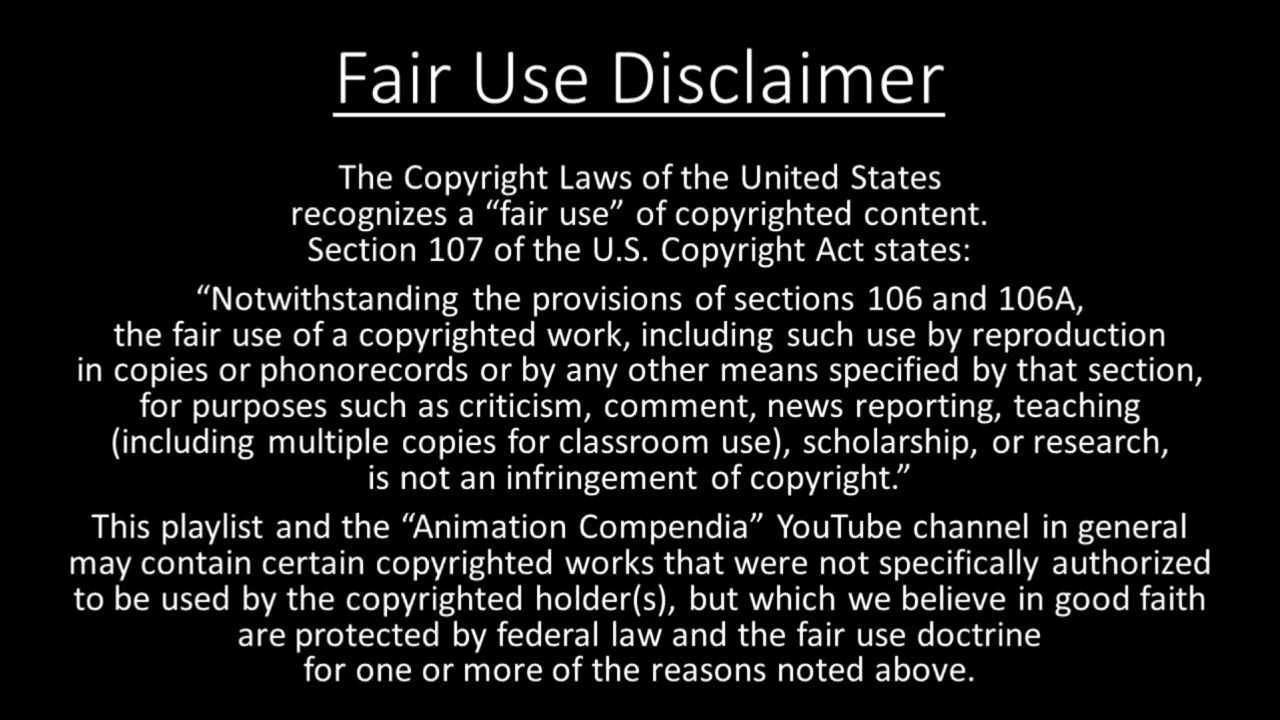 Fair Use Disclaimer
The Copyright Laws of the United States
recognizes a “fair use” of copyrighted content.
Section 107 of the U.S. Copyright Act states:
“Notwithstanding the provisions of sections 106 and 106A,
the fair use of a copyrighted work, including such use by reproduction
in copies or phonorecords or by any other means specified by that section,
for purposes such as criticism, comment, news reporting, teaching
(including multiple copies for classroom use), scholarship, or research,
is not an infringement of copyright.”
This playlist and the “Animation Compendia” YouTube channel in general
may contain certain copyrighted works that were not specifically authorized
to be used by the copyrighted holder(s), but which we believe in good faith
are protected by federal law and the fair use doctrine
for one or more of the reasons noted above.